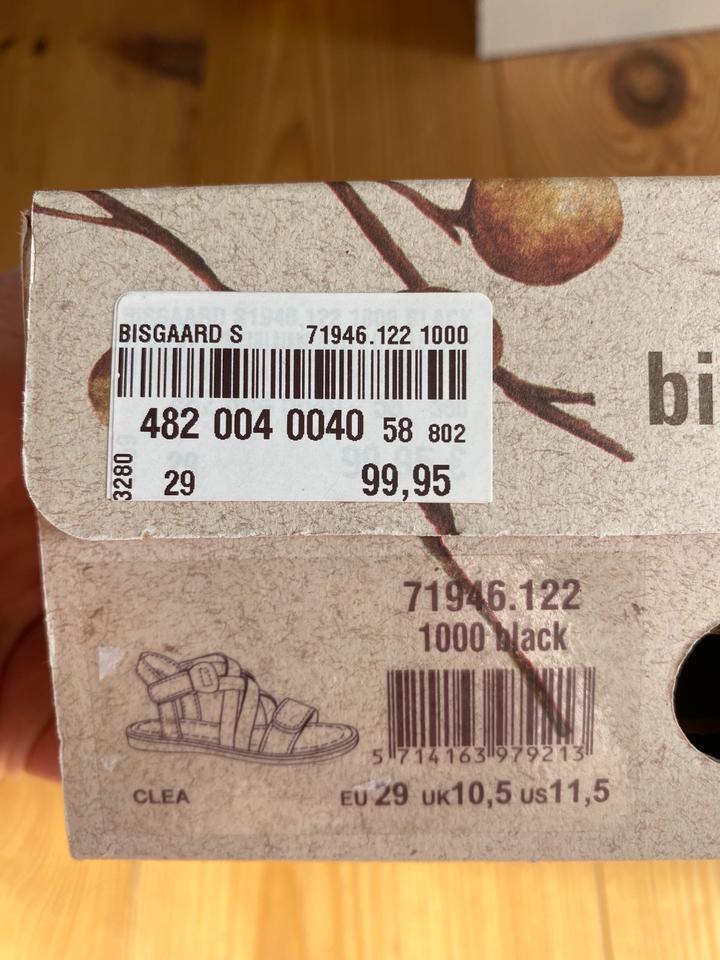 BISGAARD S 71946.122 1000
482 004 0040 58 802
3280
29 99,95
bi
71946.122
1000 black
5 714163 979213
CLEA
EU 29 UK 10,5 US 11,5